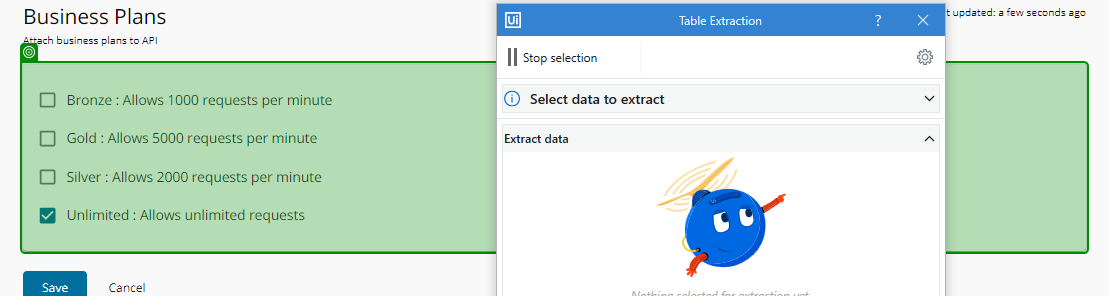 Business Plans
Attach business plans to API
t updated: a few seconds ago
Bronze : Allows 1000 requests per minute
Gold : Allows 5000 requests per minute
Silver : Allows 2000 requests per minute
Unlimited : Allows unlimited requests
Save
Cancel
Ui
Table Extraction
?
Stop selection
Select data to extract
Extract data
Nothing selected for extraction yet